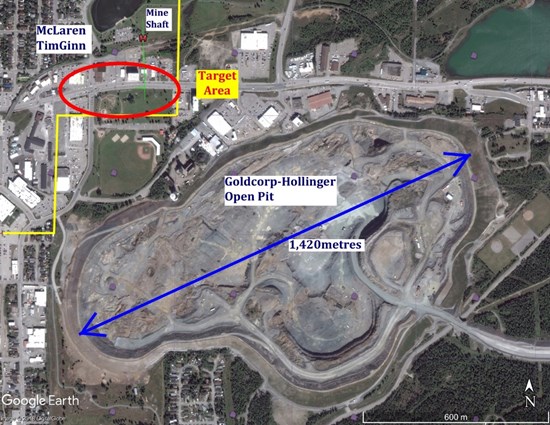 Mine
Shaft
McLaren
TimGinn
Target
Area
Goldcorp-Hollinger
Open Pit
1,420metres
N
600 m
Google Earth